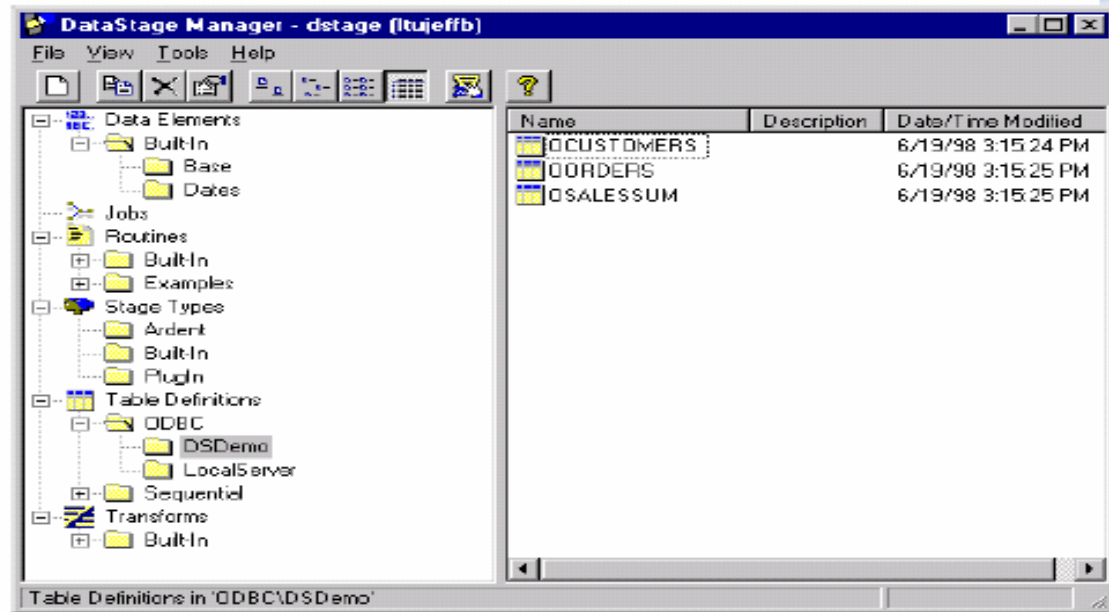 DataStage Manager - dstage (ltujeffb)
File View Tools Help
Data Elements
Built-In
Base
Dates
Jobs
Routines
Built-In
Examples
Stage Types
Ardent
Built-In
PlugIn
Table Definitions
ODBC
DSDemo
LocalServer
Sequential
Transforms
Built-In
Name Description Date/Time Modified
OCUSTOMERS 6/19/98 3:15:24 PM
OORDERS 6/19/98 3:15:25 PM
OSALESSUM 6/19/98 3:15:25 PM
Table Definitions in 'ODBC\DSDemo'